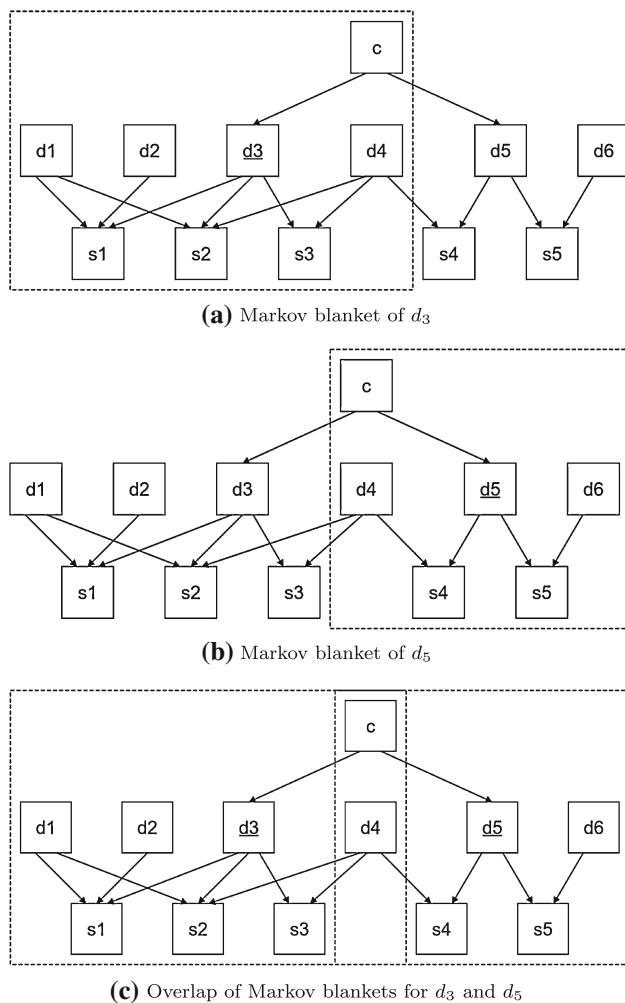 c
d1 d2 d3 d4 d5 d6
s1 s2 s3 s4 s5
(a) Markov blanket of d3
c
d1 d2 d3 d4 d5 d6
s1 s2 s3 s4 s5
(b) Markov blanket of d5
c
d1 d2 d3 d4 d5 d6
s1 s2 s3 s4 s5
(c) Overlap of Markov blankets for d3 and d5